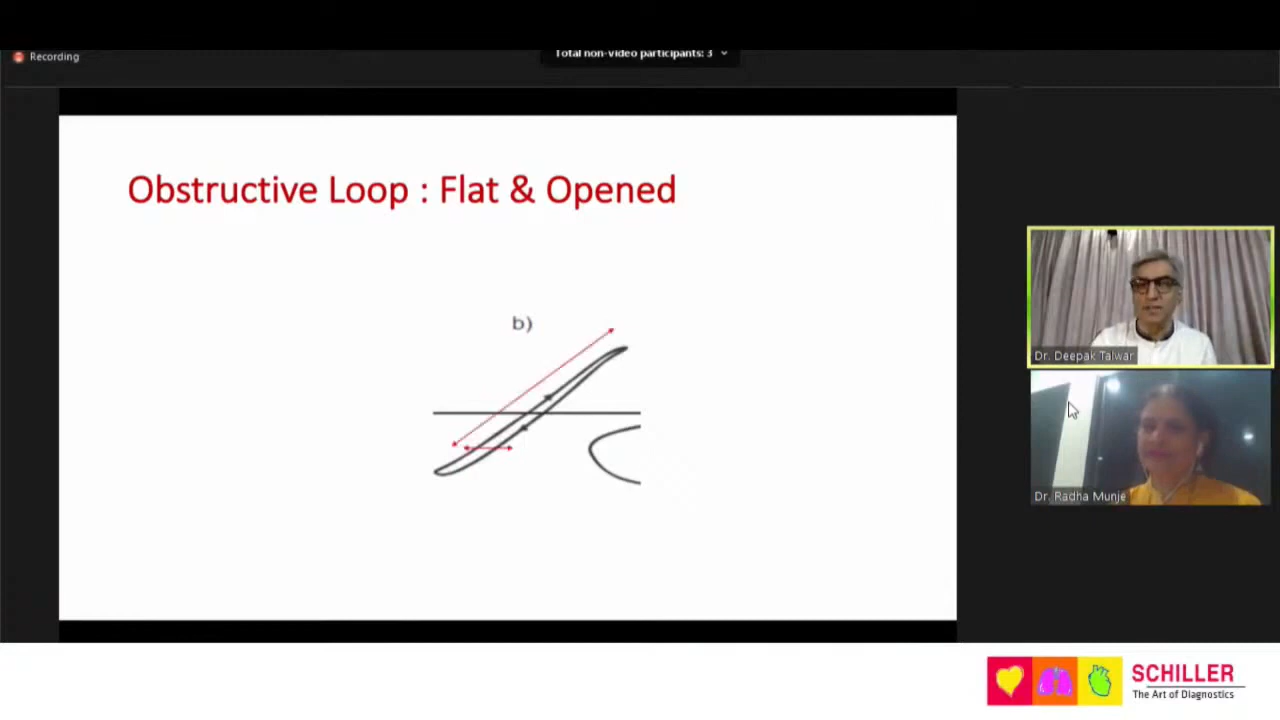 Recording
Total non-video participants: 3
Obstructive Loop : Flat & Opened
b)
Dr. Deepak Talwar
Dr. Radha Munje
SCHILLER
The Art of Diagnostics